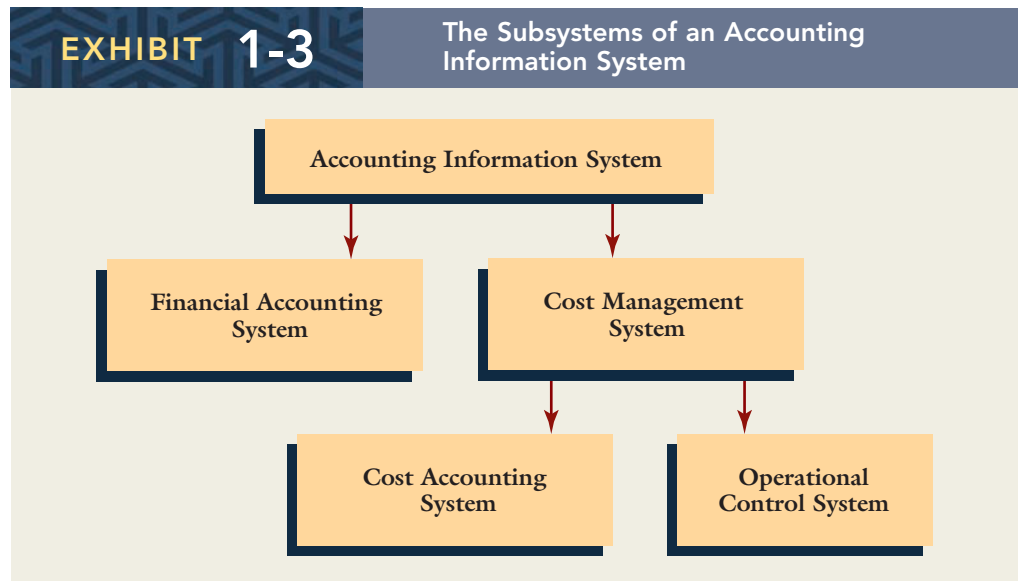 EXHIBIT 1-3
The Subsystems of an Accounting
Information System
Accounting Information System
Financial Accounting
System
Cost Management
System
Cost Accounting
System
Operational
Control System